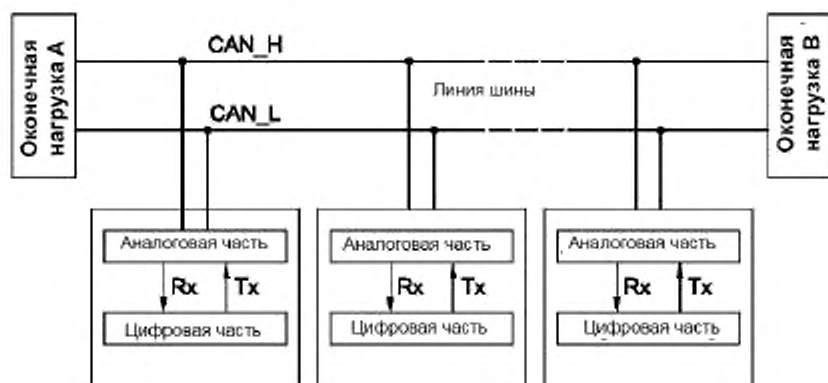 Оконечная
нагрузка A
CAN_H
Линия шины
CAN_L
Оконечная
нагрузка B
Аналоговая часть
Rx
Tx
Цифровая часть
Аналоговая часть
Rx
Tx
Цифровая часть
Аналоговая часть
Rx
Tx
Цифровая часть